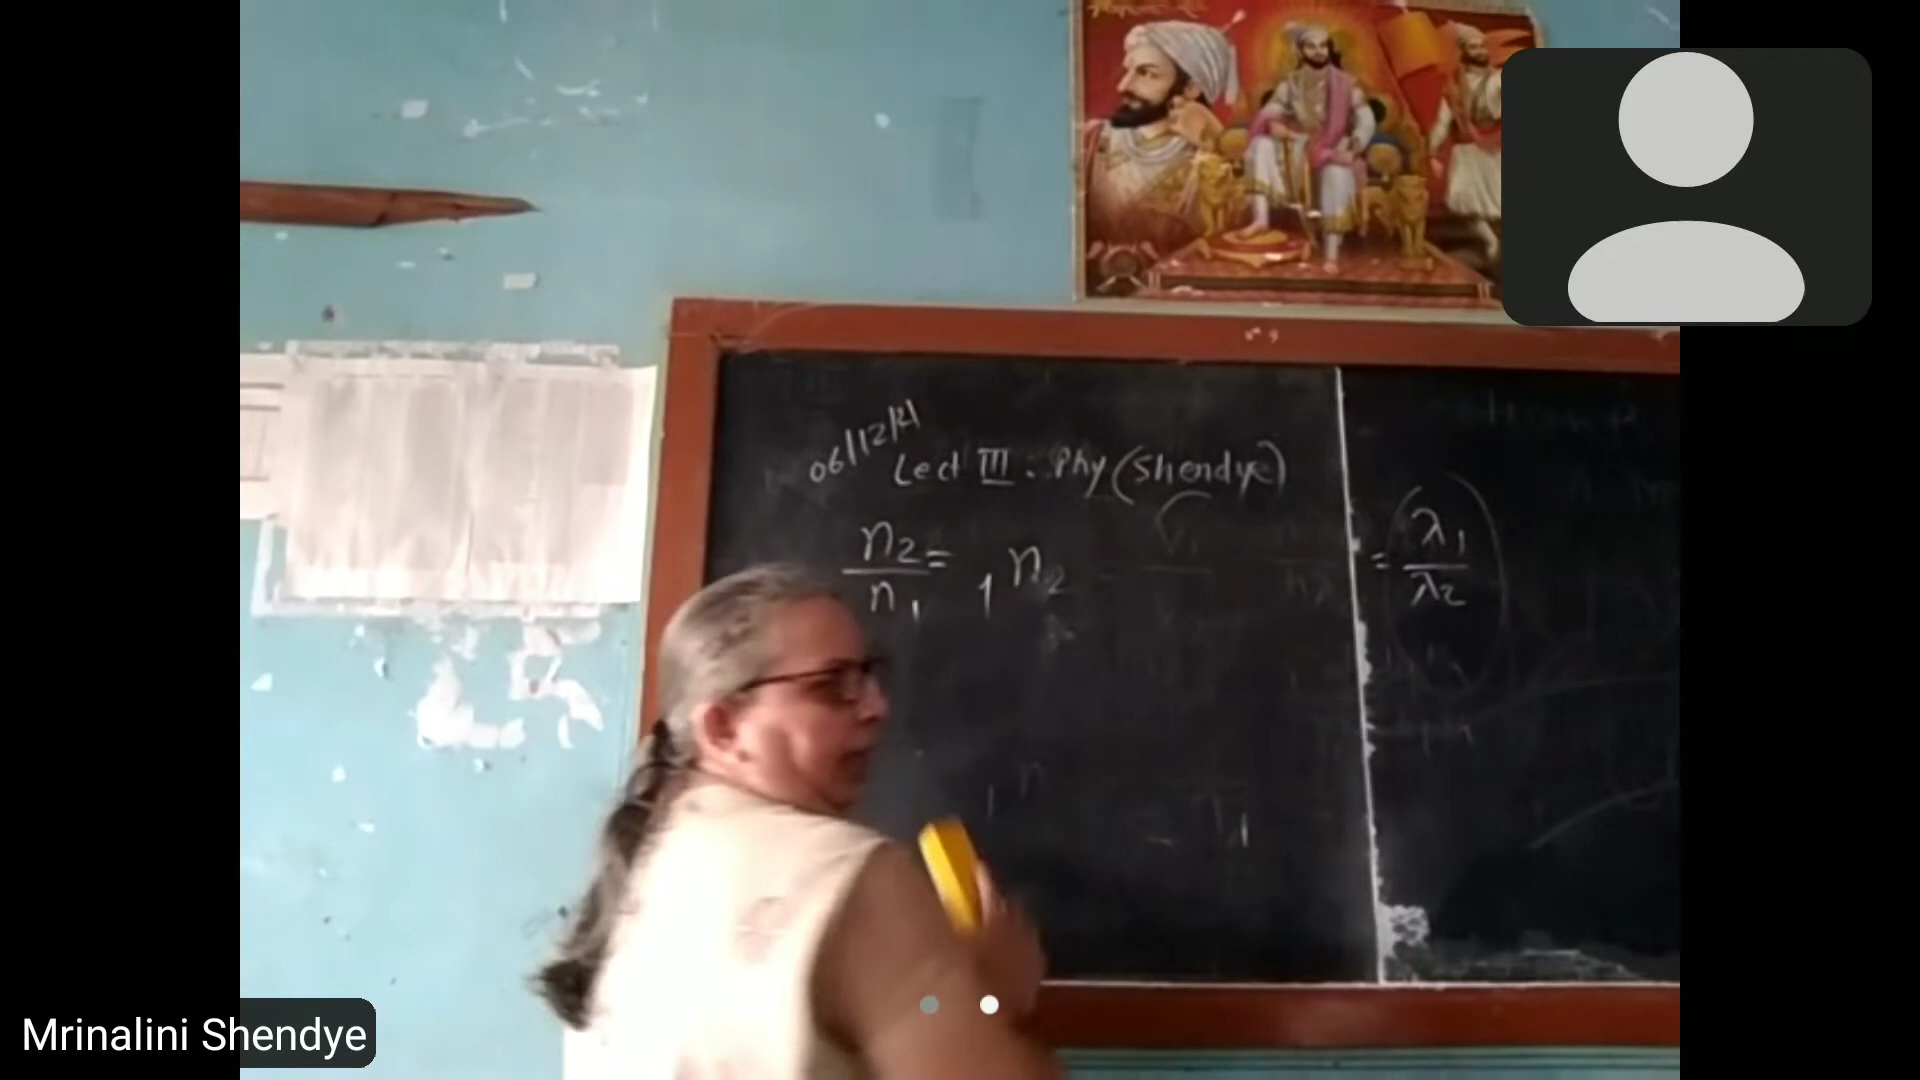 06/12/21
Lect III. Phy (Shendye)
n2/n1 = 1n2 = λ1/λ2
Mrinalini Shendye